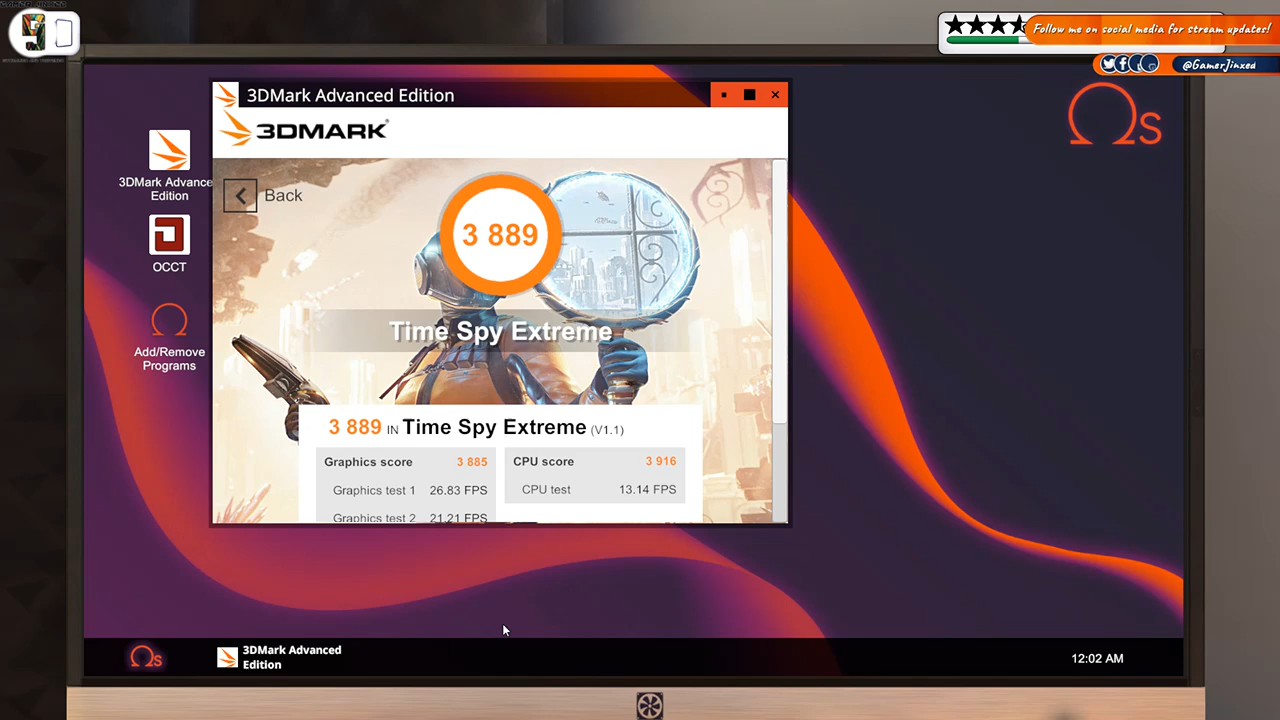 Follow me on social media for stream updates!
@GamerJinxed
3DMark Advanced Edition
3DMARK
Back
3 889
Time Spy Extreme
3 889 IN Time Spy Extreme (V1.1)
Graphics score 3 885
Graphics test 1 26.83 FPS
Graphics test 2 21.21 FPS
CPU score 3 916
CPU test 13.14 FPS
3DMark Advance
Edition
OCCT
Add/Remove
Programs
Ωs
Ωs
3DMark Advanced
Edition
12:02 AM